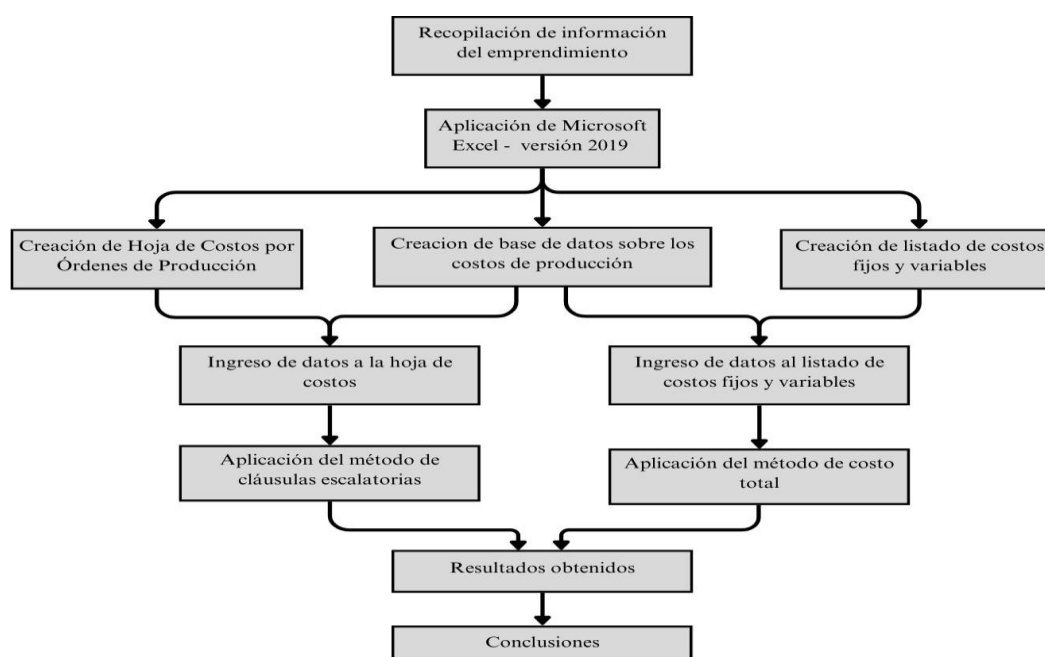 Recopilación de información
del emprendimiento
Aplicación de Microsoft
Excel - versión 2019
Creación de Hoja de Costos por
Órdenes de Producción
Creacion de base de datos sobre los
costos de producción
Creación de listado de costos
fijos y variables
Ingreso de datos a la hoja de
costos
Ingreso de datos al listado de
costos fijos y variables
Aplicación del método de
cláusulas escalatorias
Aplicación del método de costo
total
Resultados obtenidos
Conclusiones